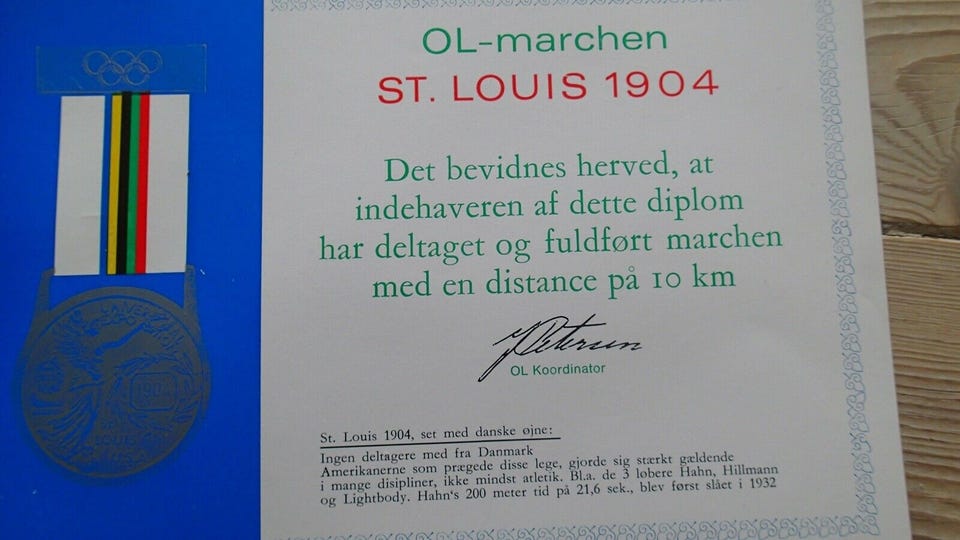 OL-marchen
ST. LOUIS 1904
Det bevidnes herved, at
indehaveren af dette diplom
har deltaget og fuldført marchen
med en distance på 10 km
J Petersen
OL Koordinator
St. Louis 1904, set med danske øjne:
Ingen deltagere med fra Danmark
Amerikanerne som prægede disse lege, gjorde sig stærkt gældende
i mange disipliner, ikke mindst atletik. Bl.a. de 3 løbere Hahn, Hillmann
og Lightbody. Hahn's 200 meter tid på 21,6 sek., blev først slået i 1932
1904
LOUIS